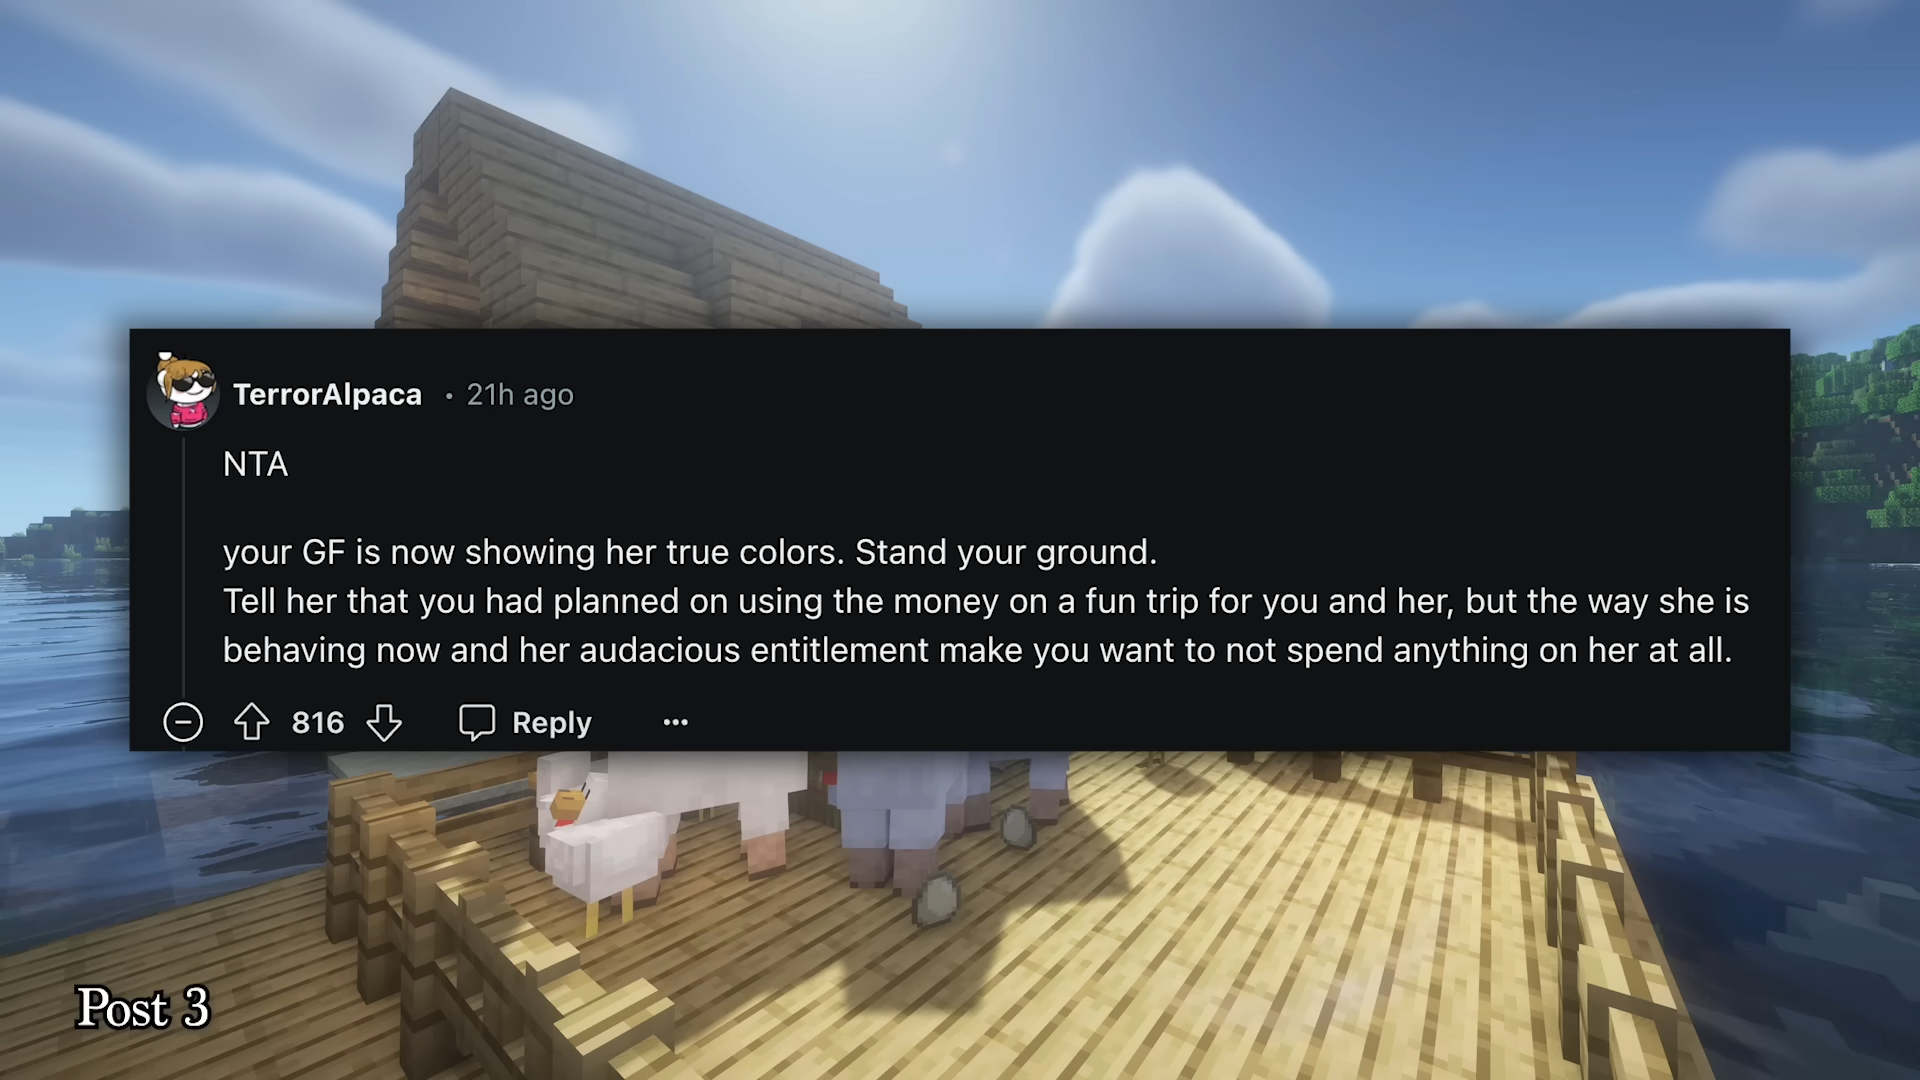 TerrorAlpaca • 21h ago
NTA
your GF is now showing her true colors. Stand your ground.
Tell her that you had planned on using the money on a fun trip for you and her, but the way she is
behaving now and her audacious entitlement make you want to not spend anything on her at all.
816 Reply ...
Post 3